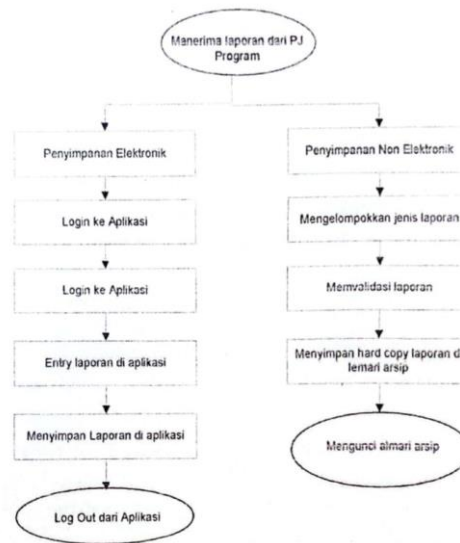 Manerima laporan dari PJ
Program
Penyimpanan Elektronik
Login ke Aplikasi
Login ke Aplikasi
Entry laporan di aplikasi
Menyimpan Laporan di aplikasi
Log Out dari Aplikasi
Penyimpanan Non Elektronik
Mengelompokkan jenis laporan
Memvalidasi laporan
Menyimpan hard copy laporan d
lemari arsip
Mengunci almari arsip